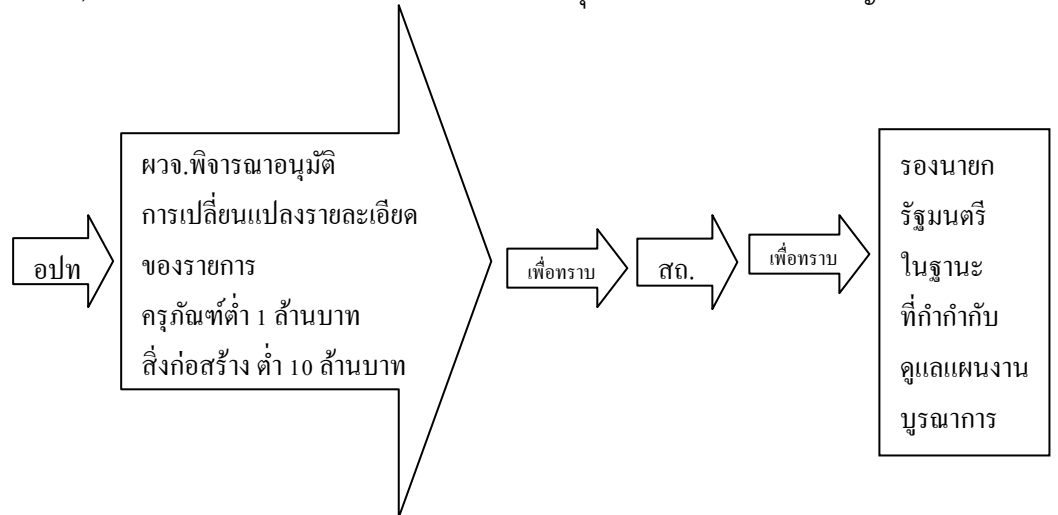 อปท
ผวจ.พิจารณาอนุมัติ
การเปลี่ยนแปลงรายละเอียด
ของรายการ
ครุภัณฑ์ต่ำ 1 ล้านบาท
สิ่งก่อสร้าง ต่ำ 10 ล้านบาท
เพื่อทราบ
สถ.
เพื่อทราบ
รองนายก
รัฐมนตรี
ในฐานะ
ที่กำกำกับ
ดูแลแผนงาน
บูรณาการ